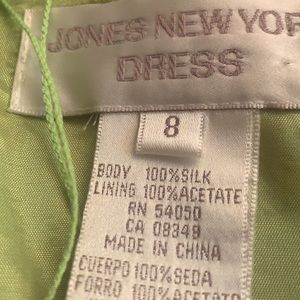 JONES NEW YOR
DRESS
8
BODY 100%SILK
LINING 100%ACETATE
RN 54050
CA 09349
MADE IN CHINA
CUERPO 100%SEDA
FORRO 100%ACETATE